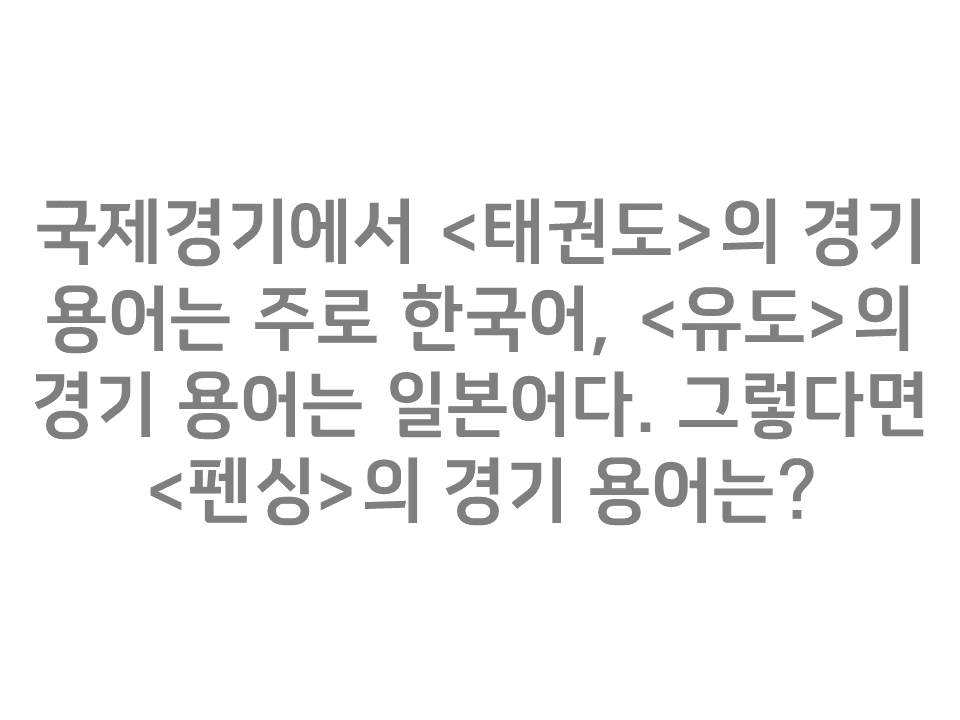 국제경기에서 <태권도>의 경기
용어는 주로 한국어, <유도>의
경기 용어는 일본어다. 그렇다면
<펜싱>의 경기 용어는?